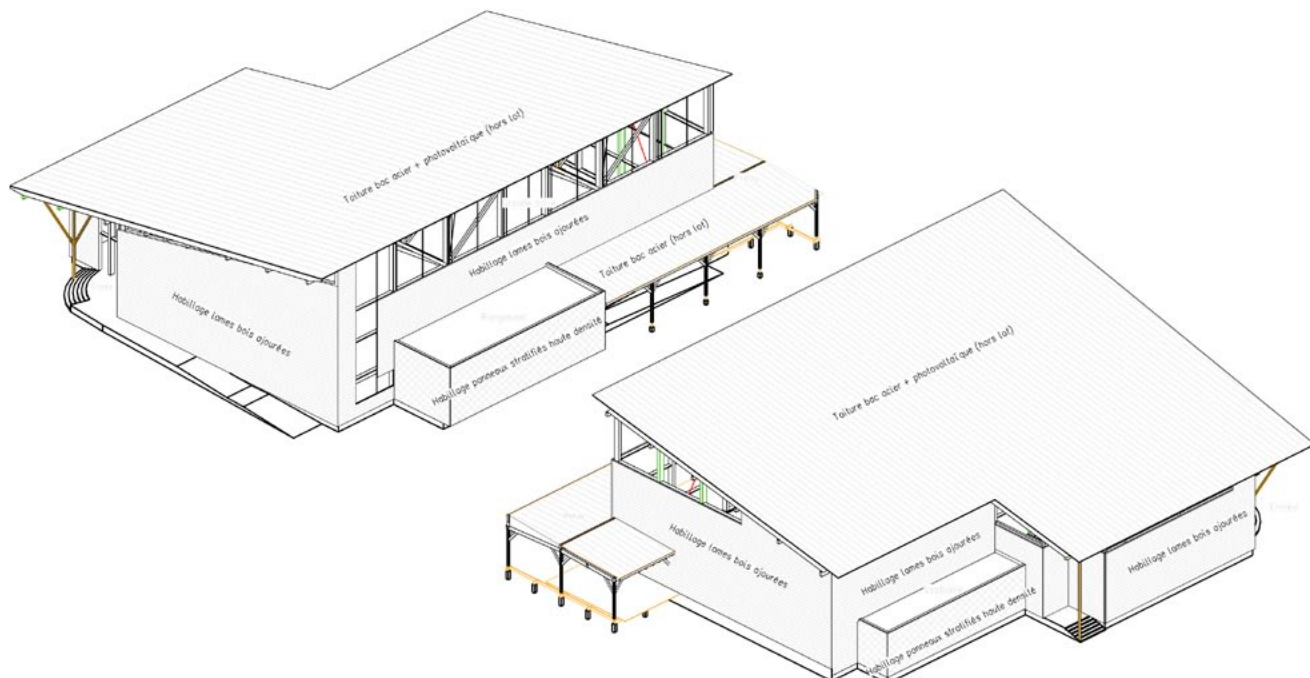 Toiture bac acier + photovoltaïque (hors lot)
Habillage lames bois ajourées
Toiture bac acier (hors lot)
Habillage lames bois ajourées
Habillage panneaux stratifiés haute densité
Toiture bac acier + photovoltaïque (hors lot)
Habillage lames bois ajourées
Habillage lames bois ajourées
Habillage lames bois ajourées
Habillage panneaux stratifiés haute densité